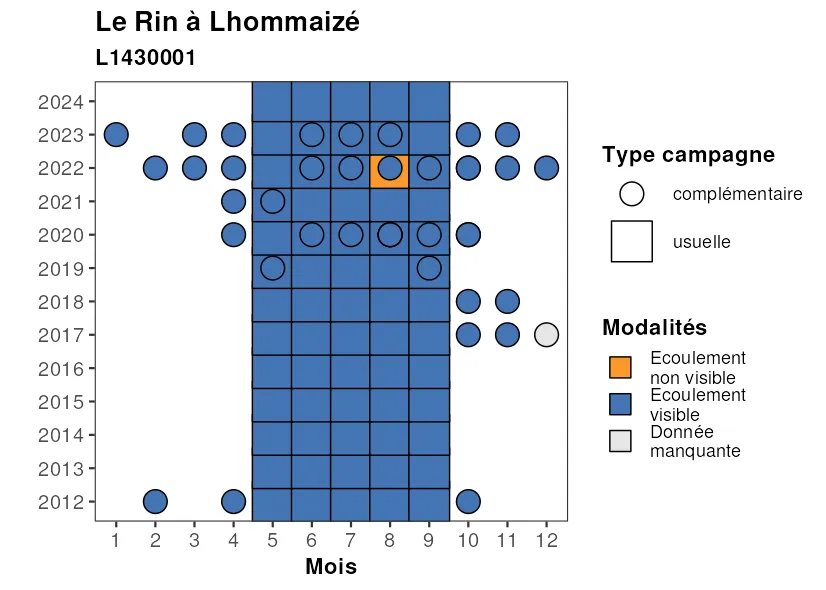 Le Rin à Lhommaizé
L1430001
2024
2023
2022
2021
2020
2019
2018
2017
2016
2015
2014
2013
2012
1 2 3 4 5 6 7 8 9 10 11 12
Mois
Type campagne
complémentaire
usuelle
Modalités
Ecoulement
non visible
Ecoulement
visible
Donnée
manquante